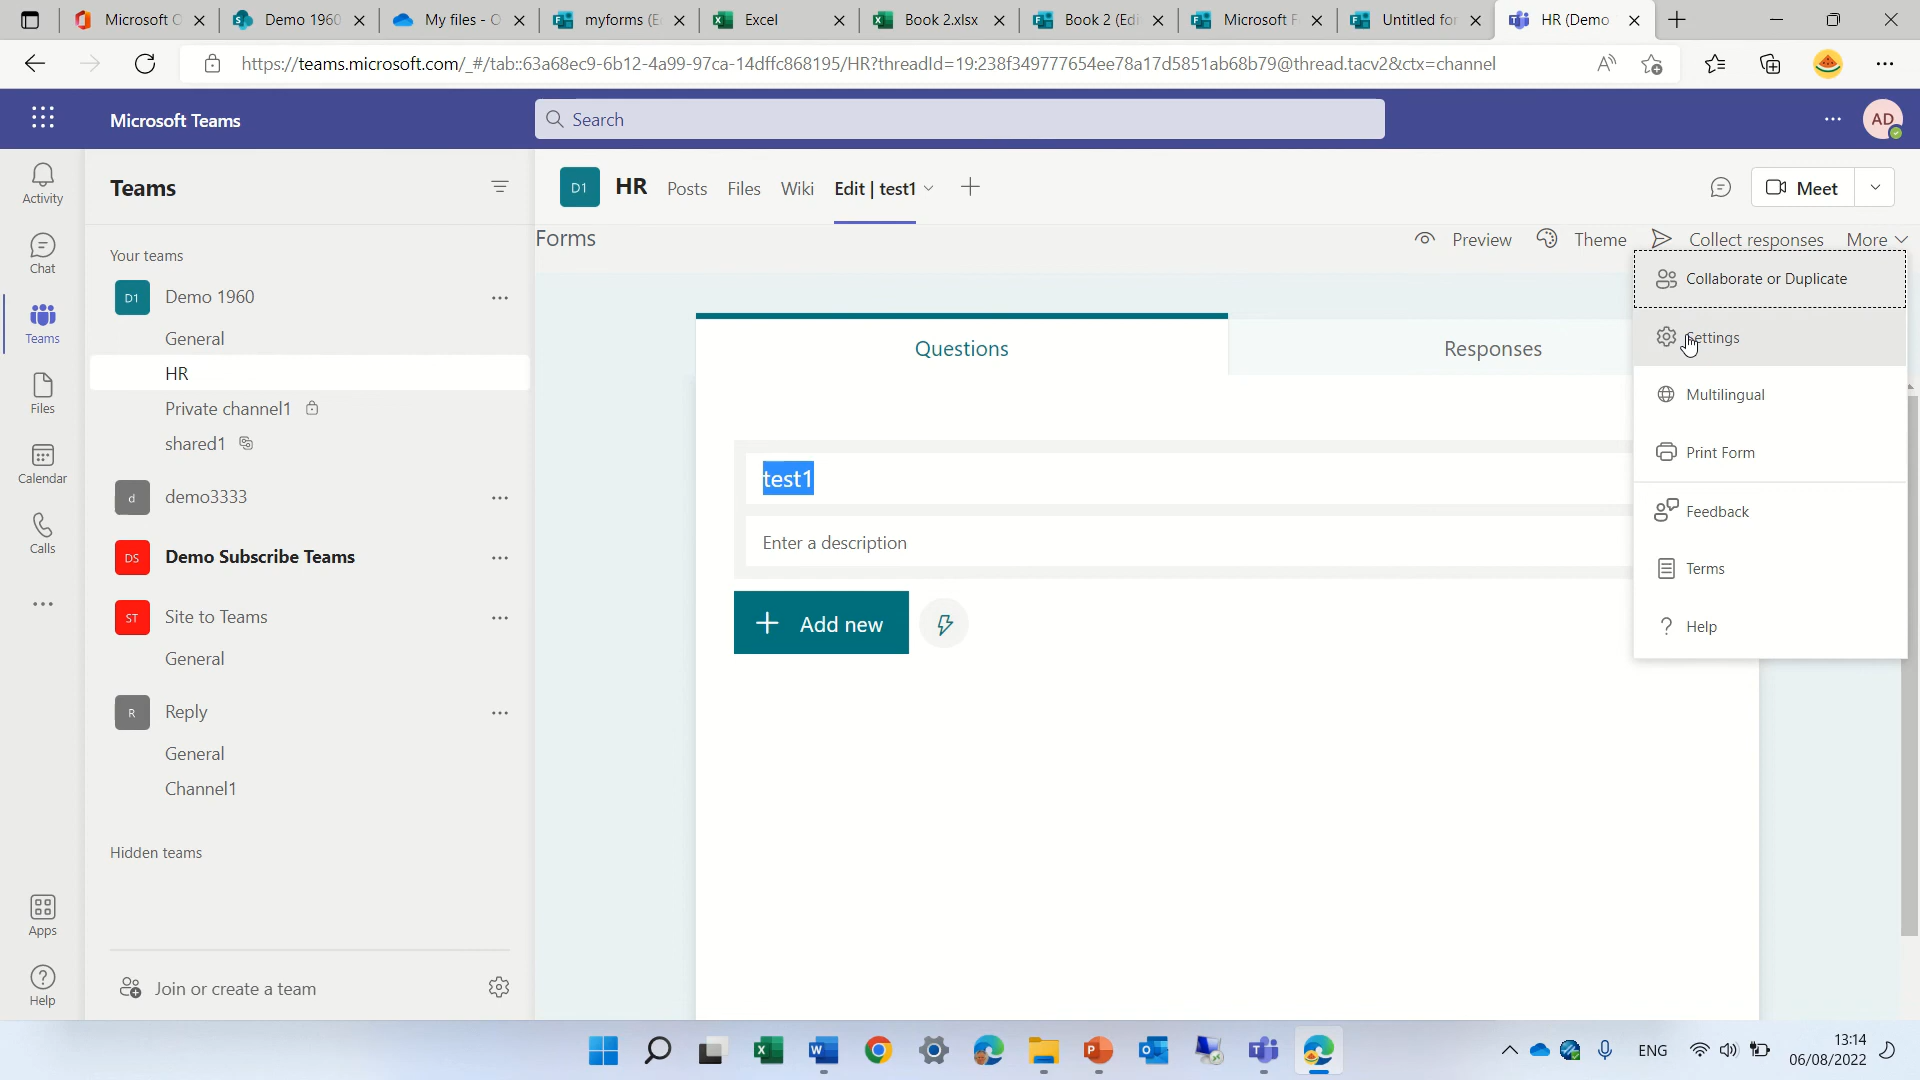 Microsoft O
Demo 1960
My files - O
myforms (E
Excel
Book 2.xlsx
Book 2 (Edi
Microsoft F
Untitled for
HR (Demo
https://teams.microsoft.com/_#/tab::63a68ec9-6b12-4a99-97ca-14dffc868195/HR?threadId=19:238f349777654ee78a17d5851ab68b79@thread.tacv2&ctx=channel
Microsoft Teams
Search
AD
Activity
Chat
Teams
Files
Calendar
Calls
Apps
Help
Teams
Your teams
D1 Demo 1960
General
HR
Private channel1
shared1
d demo3333
DS Demo Subscribe Teams
ST Site to Teams
General
R Reply
General
Channel1
Hidden teams
Join or create a team
D1 HR Posts Files Wiki Edit | test1
Meet
Forms
Preview Theme Collect responses More
Collaborate or Duplicate
Settings
Multilingual
Print Form
Feedback
Terms
? Help
Questions
Responses
test1
Enter a description
+ Add new
ENG
13:14
06/08/2022